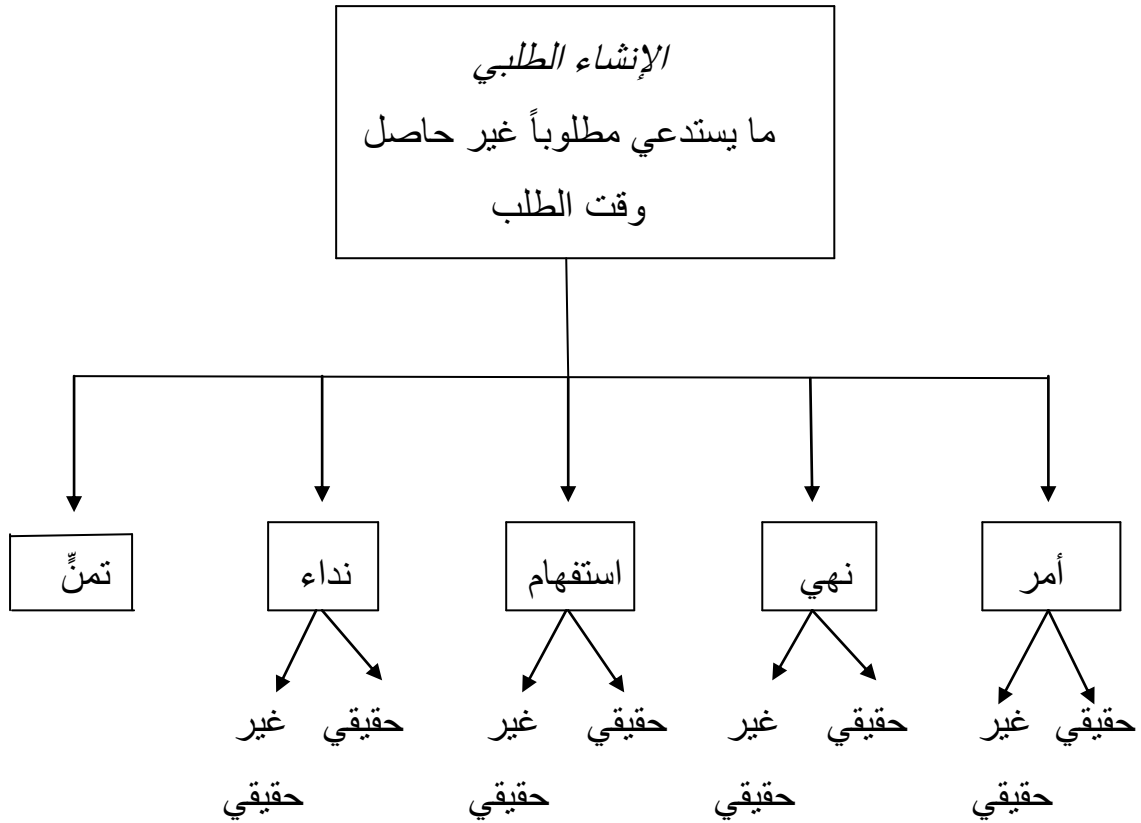 الإنشاء الطلبي
ما يستدعي مطلوباً غير حاصل
وقت الطلب
أمر
نهي
استفهام
نداء
تمنٍّ
حقيقي غير
حقيقي
حقيقي غير
حقيقي
حقيقي غير
حقيقي
حقيقي غير
حقيقي